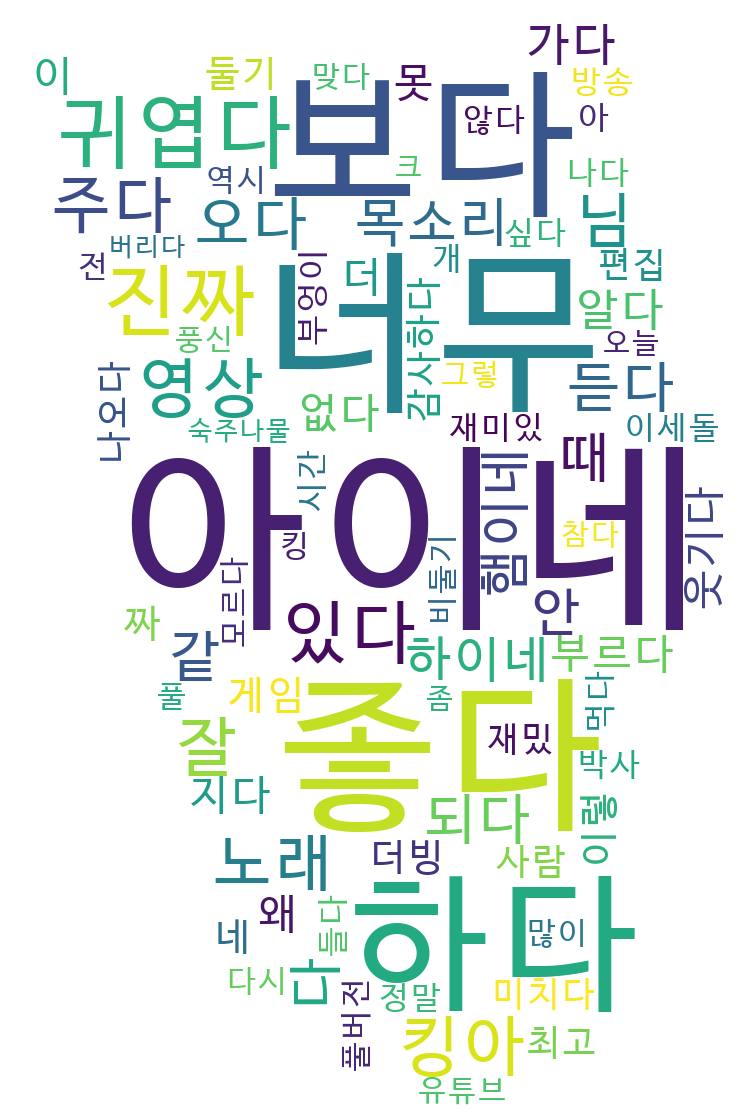 가다
이
둘기
맞다
못
방송
보다
귀엽다
않다
아
크
나다
역시
주다
오다
목소리
님
싶다
버리다
전
부엉이
더
개
편집
진짜
너무
감사하다
알다
풍신
오늘
영상
그렇
듣다
나오다
없다
숙주나물
재미있
이세돌
때
시간
아이네
햄이네
웃기다
킹
참다
모르다
비둘기
안
짜
있다
같
하이네
부르다
풀
게임
좀
먹다
좋다
잘
재밌
박사
지다
되다
이렇
노래
더빙
사람
왜
하다
네
들다
많이
다
다시
정말
미치다
풀버전
킹아
최고
유튜브